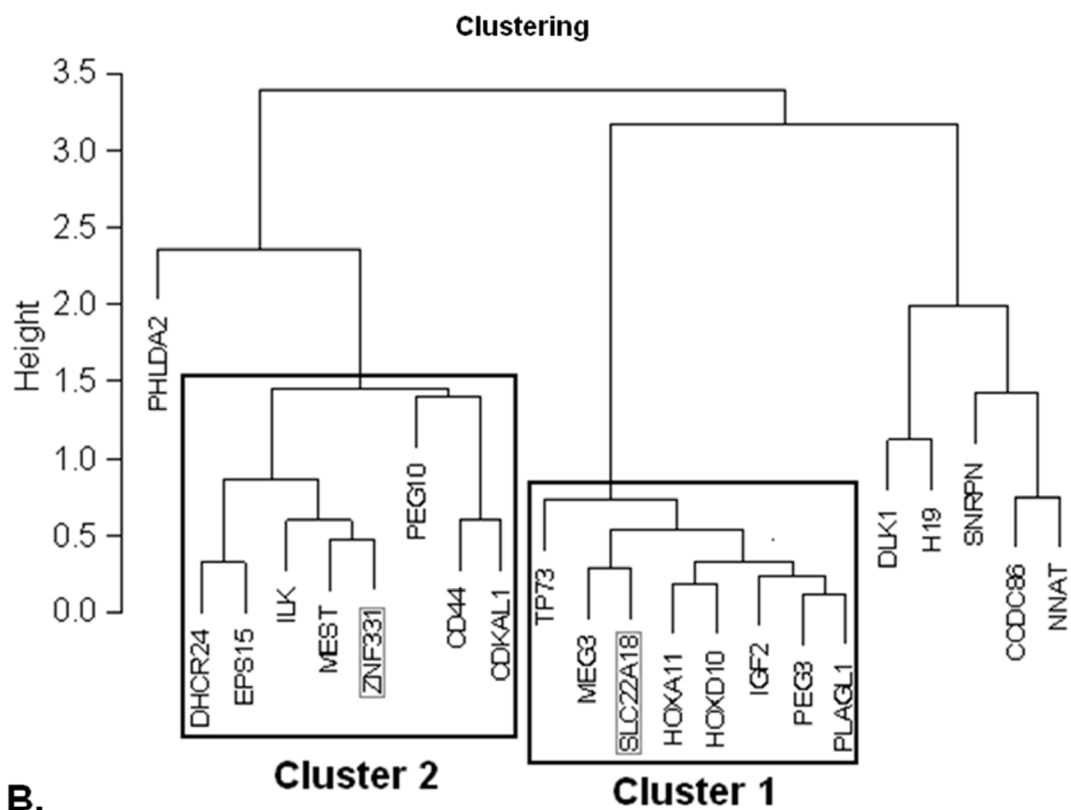 Clustering
3.5
3.0
2.5
2.0
1.5
1.0
0.5
0.0
Height
PHLDA2
DHCR24
EPS15
ILK
MEST
ZNF331
PEG10
CD44
CDKAL1
TP73
MEG3
SLC22A18
HOXA11
HOXD10
IGF2
PEG3
PLAGL1
DLK1
H19
SNRPN
CCDC86
NNAT
Cluster 2
Cluster 1
B.